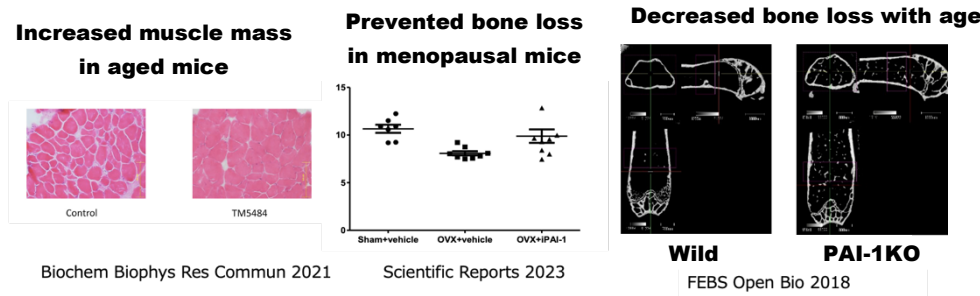 Increased muscle mass
in aged mice
Control
TM5484
Biochem Biophys Res Commun 2021
Prevented bone loss
in menopausal mice
15
10
5
0
Sham+vehicle
OVX+vehicle
OVX+iPAI-1
Scientific Reports 2023
Decreased bone loss with age
Wild
PAI-1KO
FEBS Open Bio 2018